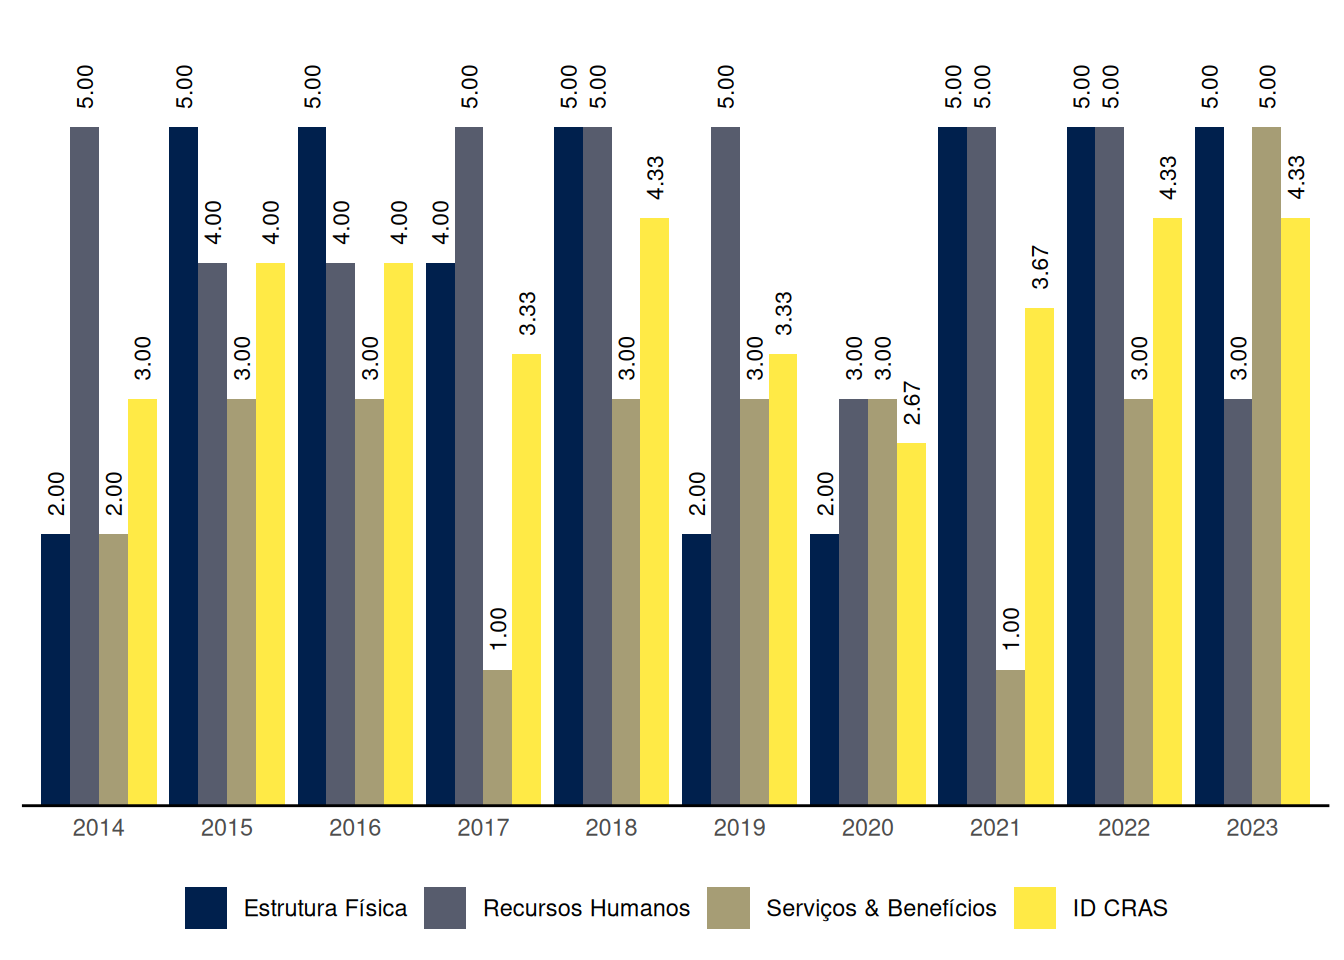 5.00 5.00 5.00 5.00 5.00 5.00 5.00 5.00 5.00 5.00 5.00 5.00 5.00
4.33 4.33 4.33
4.00 4.00 4.00 4.00 4.00
3.67
3.33 3.33
3.00 3.00 3.00 3.00 3.00 3.00 3.00 3.00 3.00
2.67
2.00 2.00 2.00 2.00
1.00 1.00
2014 2015 2016 2017 2018 2019 2020 2021 2022 2023
Estrutura Física Recursos Humanos Serviços & Benefícios ID CRAS